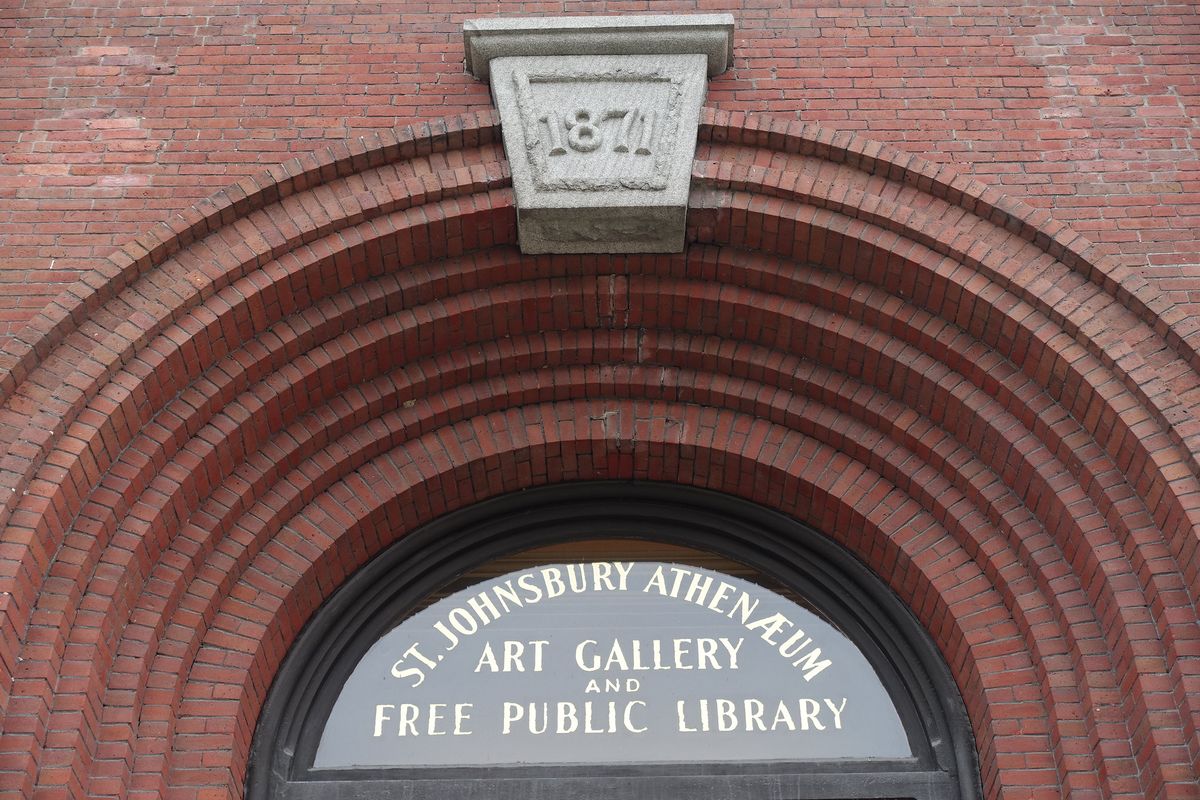 1871
ST. JOHNSBURY ATHENÆUM
ART GALLERY
AND
FREE PUBLIC LIBRARY